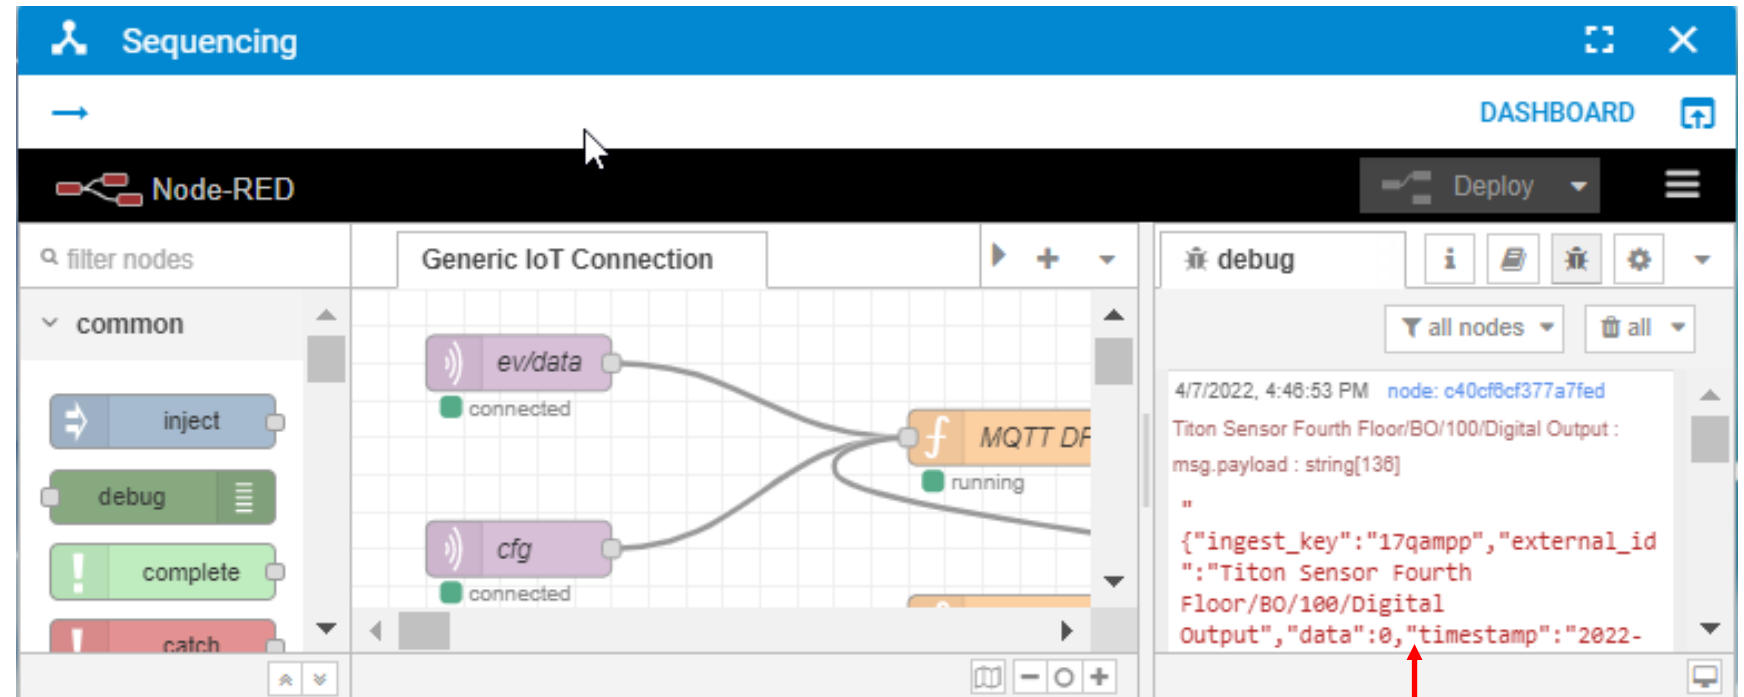 Sequencing
DASHBOARD
Node-RED
Deploy
filter nodes
Generic IoT Connection
debug
common
all nodes
all
inject
debug
complete
catch
ev/data
connected
cfg
connected
MQTT
running
4/7/2022, 4:46:53 PM node: c40cf6cf377a7fed
Titon Sensor Fourth Floor/BO/100/Digital Output :
msg.payload : string[136]
"
{"ingest_key":"17qampp","external_id
":"Titon Sensor Fourth
Floor/BO/100/Digital
Output","data":0,"timestamp":"2022-